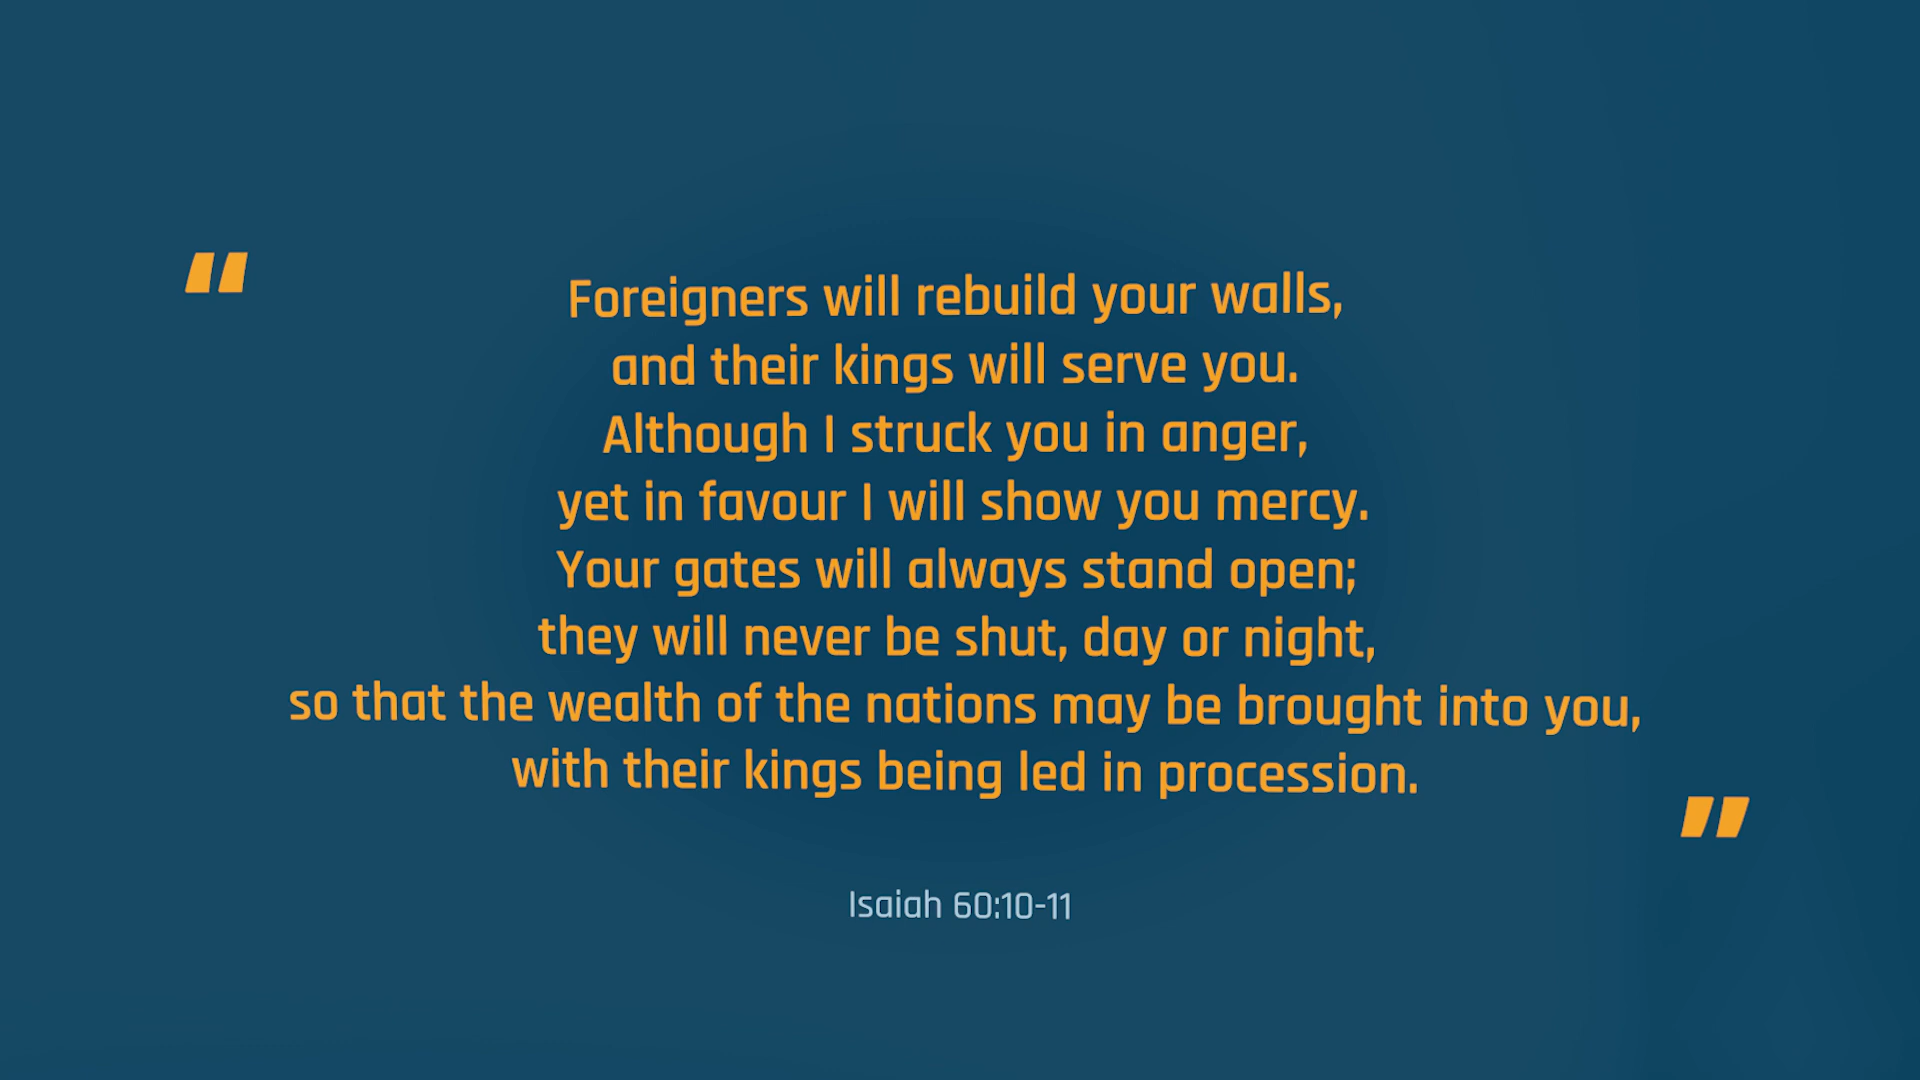 “
Foreigners will rebuild your walls,
and their kings will serve you.
Although I struck you in anger,
yet in favour I will show you mercy.
Your gates will always stand open;
they will never be shut, day or night,
so that the wealth of the nations may be brought into you,
with their kings being led in procession.
”
Isaiah 60:10-11